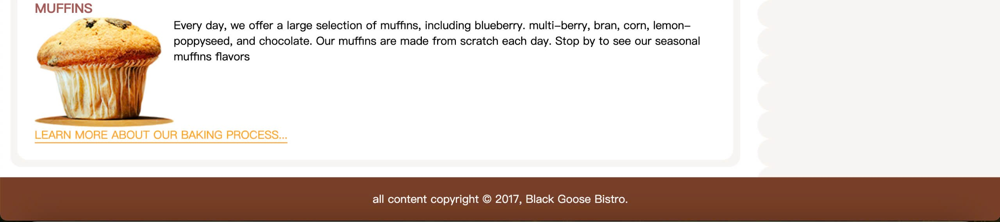 MUFFINS
Every day, we offer a large selection of muffins, including blueberry. multi-berry, bran, corn, lemon-
poppyseed, and chocolate. Our muffins are made from scratch each day. Stop by to see our seasonal
muffins flavors
LEARN MORE ABOUT OUR BAKING PROCESS...
all content copyright © 2017, Black Goose Bistro.